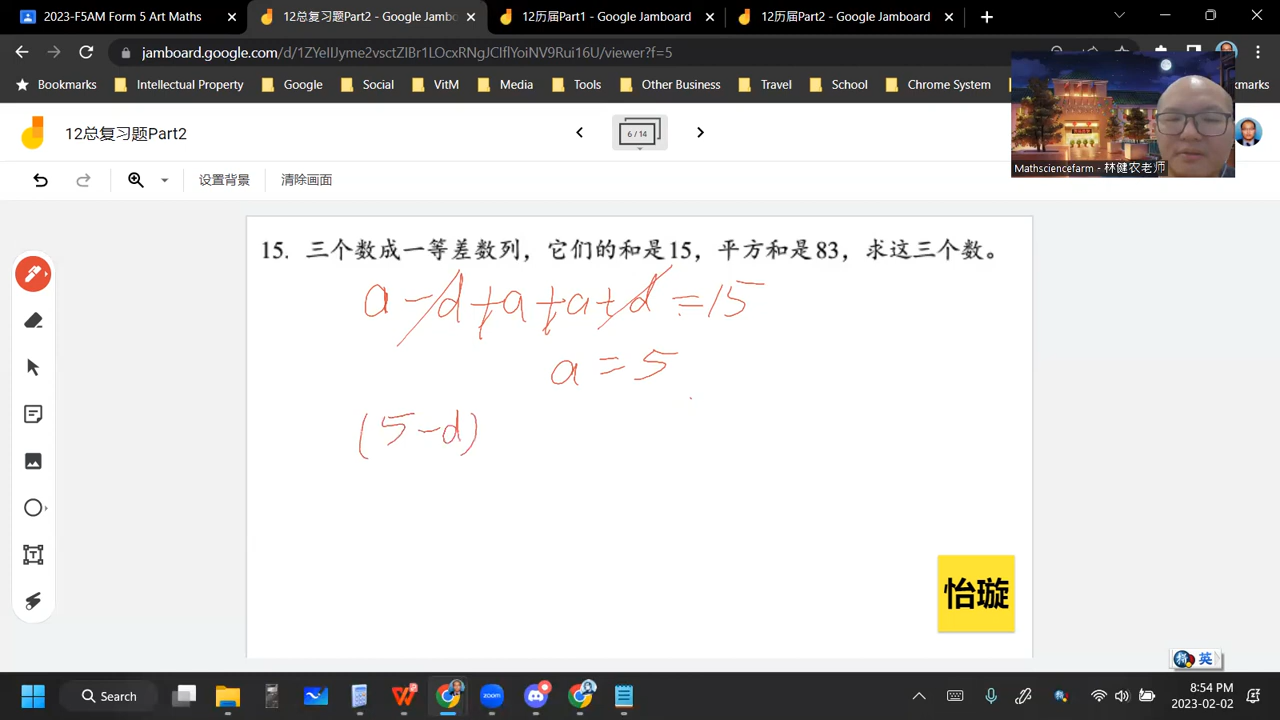 2023-F5AM Form 5 Art Maths
12总复习题Part2 - Google Jambo
12历届Part1 - Google Jamboard
12历届Part2 - Google Jamboard
jamboard.google.com/d/1ZYeIIJyme2vsctZlBr1LOcxRNgJCIflYoiNV9Rui16U/viewer?f=5
Bookmarks
Intellectual Property
Google
Social
VitM
Media
Tools
Other Business
Travel
School
Chrome System
kmarks
12总复习题Part2
6 / 14
Mathsciencefarm - 林健农老师
设置背景
清除画面
15. 三个数成一等差数列，它们的和是15，平方和是83，求这三个数。
a-d+a+a+d=15
a=5
(5-d)
怡璇
英
Search
8:54 PM
2023-02-02